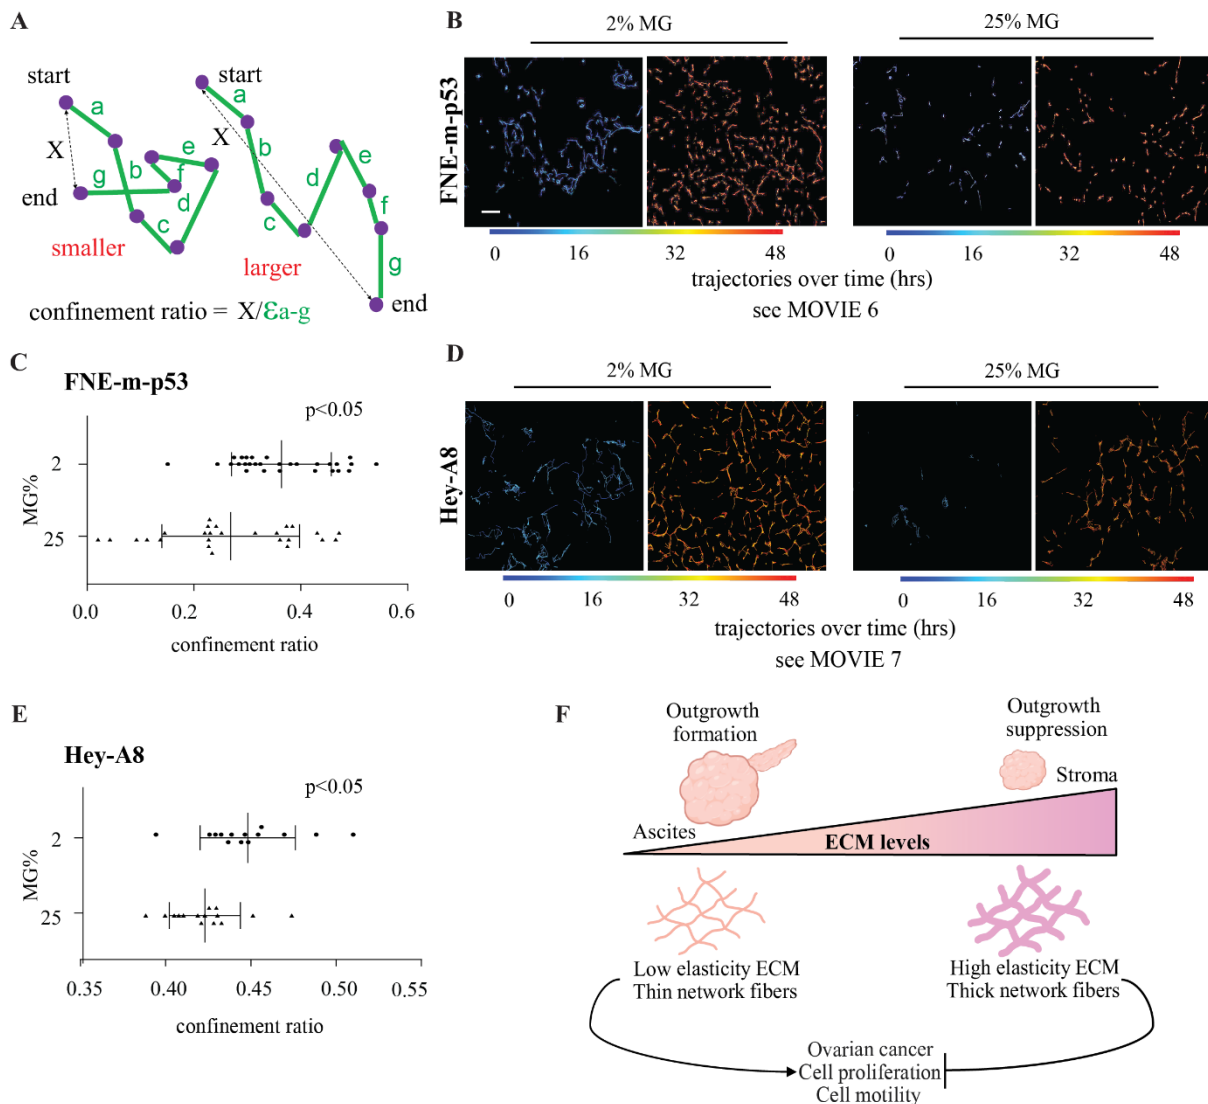 A
start
a
X
b
e
f
g
d
end
c
smaller
start
a
X
b
d
e
c
f
g
larger
end
confinement ratio = X/Ɛa-g
B
2% MG
25% MG
FNE-m-p53
0 16 32 48
0 16 32 48
trajectories over time (hrs)
see MOVIE 6
C
FNE-m-p53
p<0.05
MG%
2
25
0.0 0.2 0.4 0.6
confinement ratio
D
2% MG
25% MG
Hey-A8
0 16 32 48
0 16 32 48
trajectories over time (hrs)
see MOVIE 7
E
Hey-A8
p<0.05
MG%
2
25
0.35 0.40 0.45 0.50 0.55
confinement ratio
F
Outgrowth
formation
Outgrowth
suppression
Stroma
Ascites
ECM levels
Low elasticity ECM
Thin network fibers
High elasticity ECM
Thick network fibers
Ovarian cancer
Cell proliferation
Cell motility